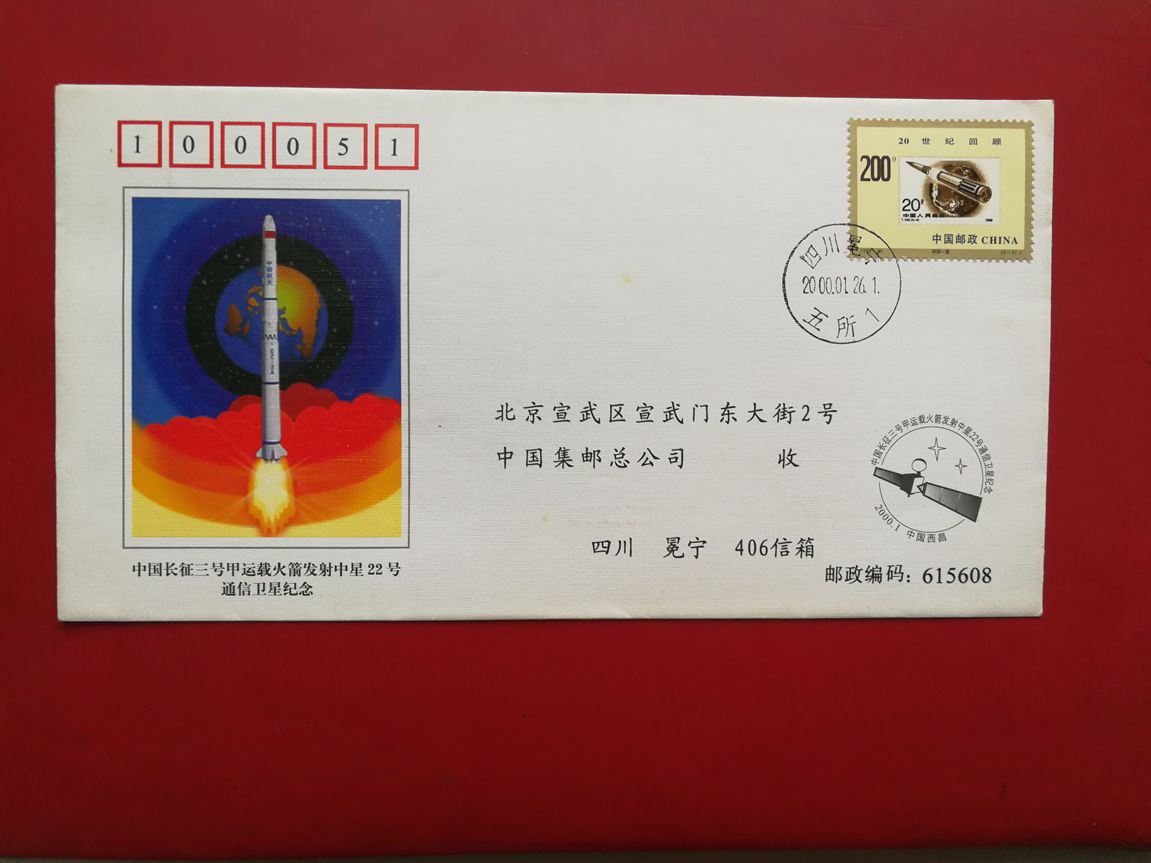 100051
20世纪回顾
200分
20分
中国人民邮政
中国邮政 CHINA
四川冕宁
2000.01.26.1.
五所1
中国航天
北京宣武区宣武门东大街2号
中国集邮总公司 收
中国长征三号甲运载火箭发射中星22号通信卫星纪念
2000.1 中国西昌
四川 冕宁 406信箱
邮政编码：615608
中国长征三号甲运载火箭发射中星22号
通信卫星纪念